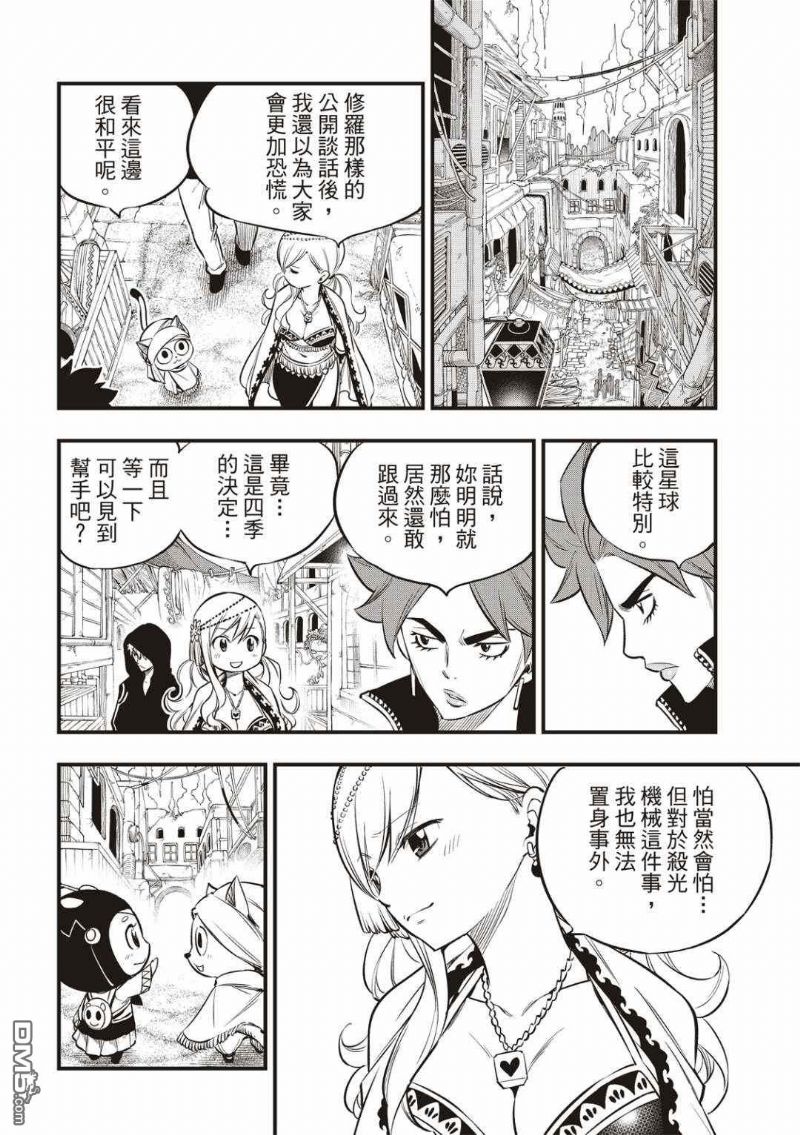 修羅那樣的
公開談話後，
我還以為大家
會更加恐慌。
看來這邊
很和平呢。
這星球
比較特別。
話說，
妳明明就
那麼怕，
居然還敢
跟過來。
畢竟…
這是四季
的決定…
而且
等一下
可以見到
幫手吧？
怕當然會怕…
但對於殺光
機械這件事，
我也無法
置身事外。
DM5.com